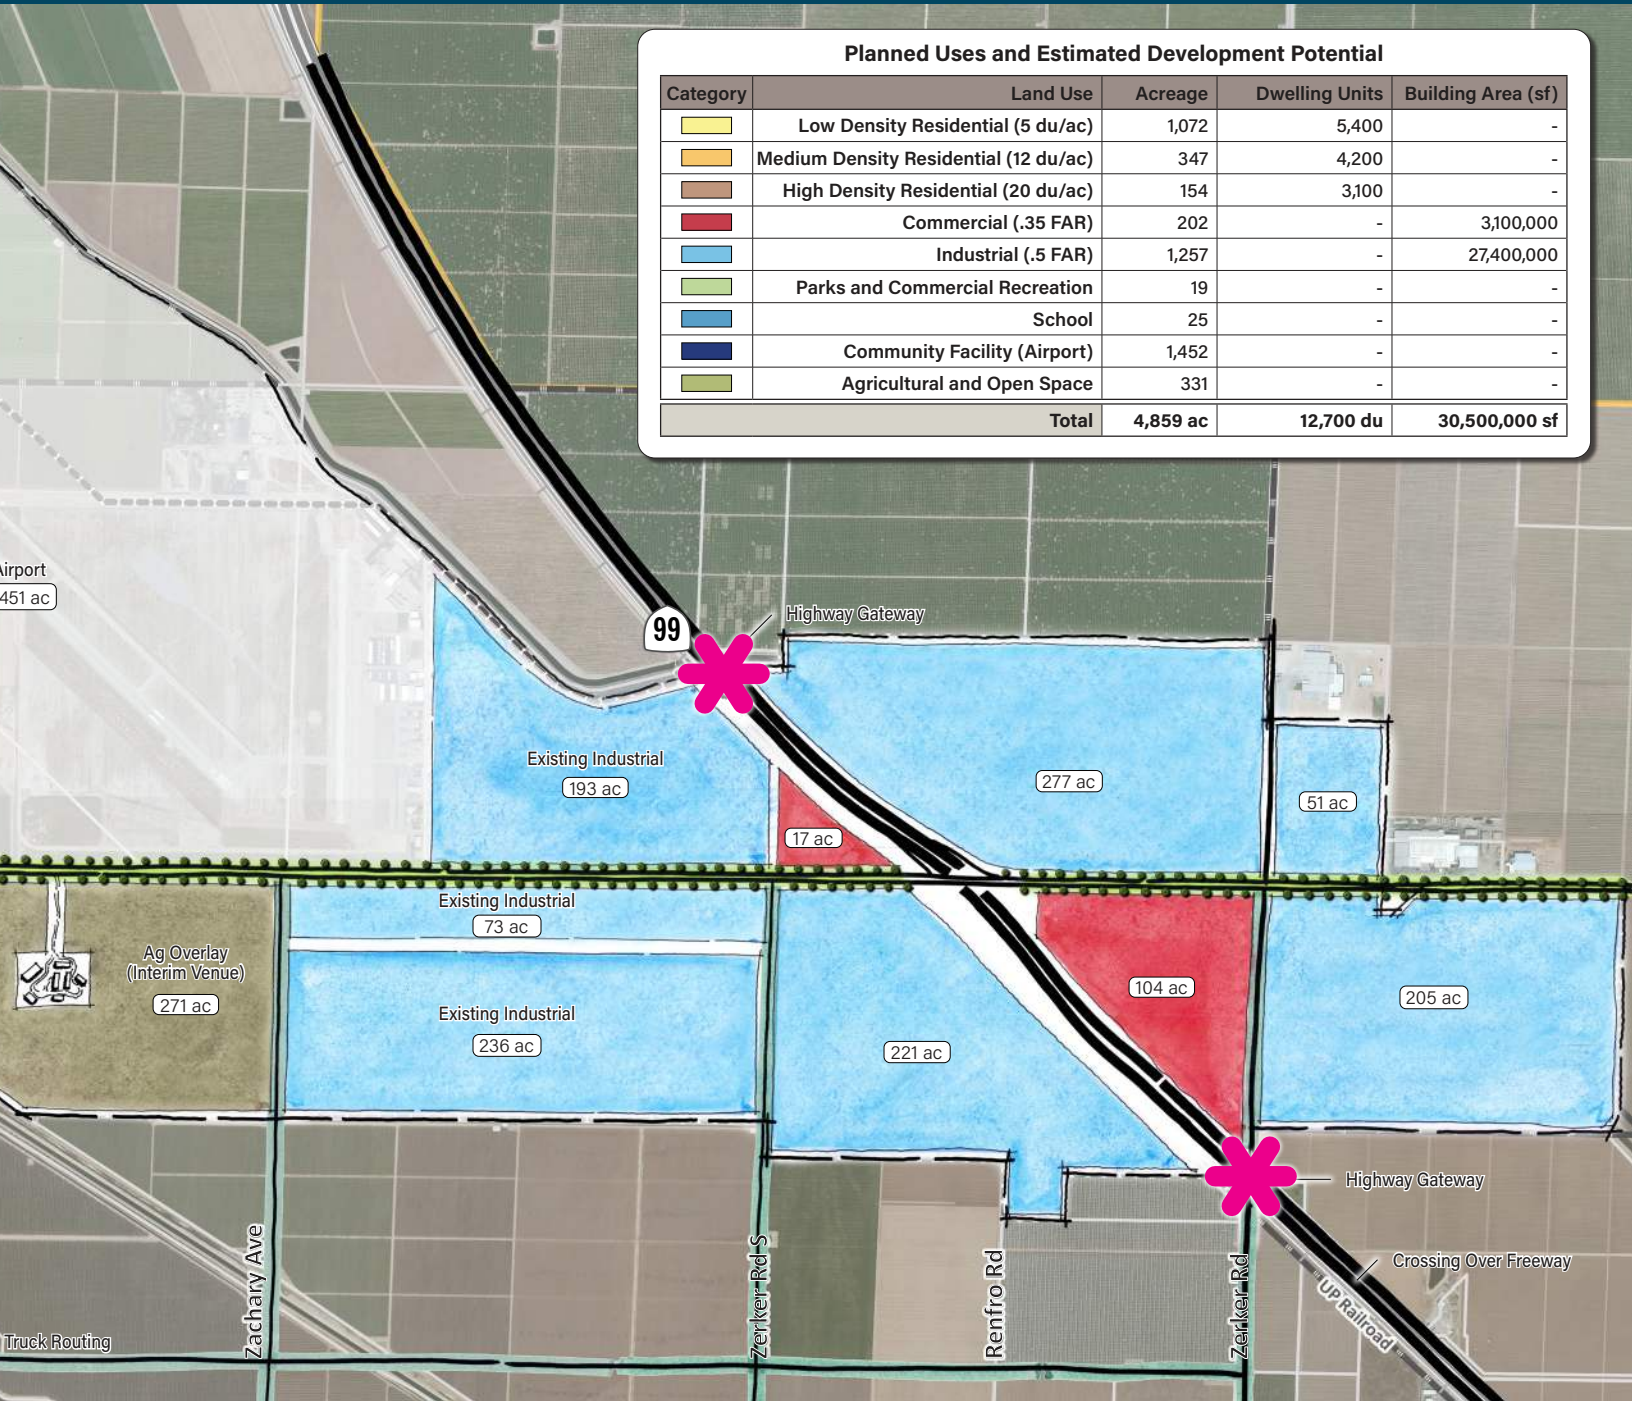 Planned Uses and Estimated Development Potential
Category Land Use Acreage Dwelling Units Building Area (sf)
Low Density Residential (5 du/ac) 1,072 5,400 -
Medium Density Residential (12 du/ac) 347 4,200 -
High Density Residential (20 du/ac) 154 3,100 -
Commercial (.35 FAR) 202 - 3,100,000
Industrial (.5 FAR) 1,257 - 27,400,000
Parks and Commercial Recreation 19 - -
School 25 - -
Community Facility (Airport) 1,452 - -
Agricultural and Open Space 331 - -
Total 4,859 ac 12,700 du 30,500,000 sf
Airport
451 ac
99
Highway Gateway
Existing Industrial
193 ac
277 ac
51 ac
17 ac
Existing Industrial
73 ac
Ag Overlay
(Interim Venue)
271 ac
Existing Industrial
236 ac
221 ac
104 ac
205 ac
Highway Gateway
Crossing Over Freeway
UP Railroad
Zachary Ave
Zerker Rd S
Renfro Rd
Zerker Rd
Truck Routing